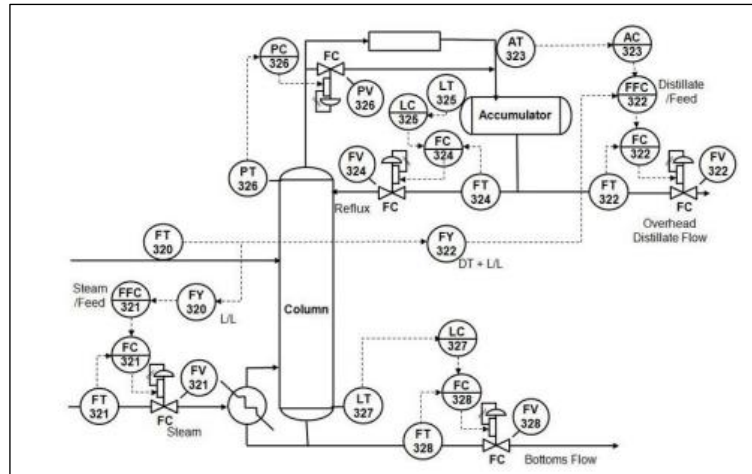 PC
326
FC
PV
326
AT
323
AC
323
FFC
322
Distillate
/Feed
LT
325
LC
325
Accumulator
FC
324
FC
322
FV
324
FV
322
PT
326
FC
Reflux
FT
324
FT
322
FC
Overhead
Distillate Flow
FT
320
FY
322
DT + L/L
Steam
/Feed
FFC
321
FY
320
L/L
Column
LC
327
FC
321
FV
321
FC
328
FT
321
FC
Steam
LT
327
FT
328
FC
FV
328
Bottoms Flow